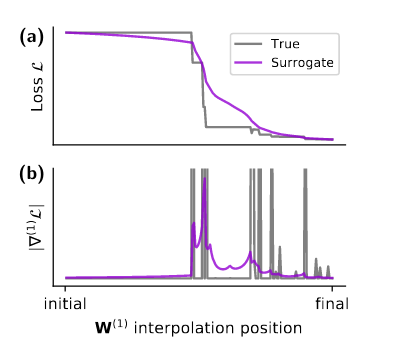 (a)
Loss ℒ
True
Surrogate
(b)
|∇⁽¹⁾ℒ|
initial
final
W⁽¹⁾ interpolation position